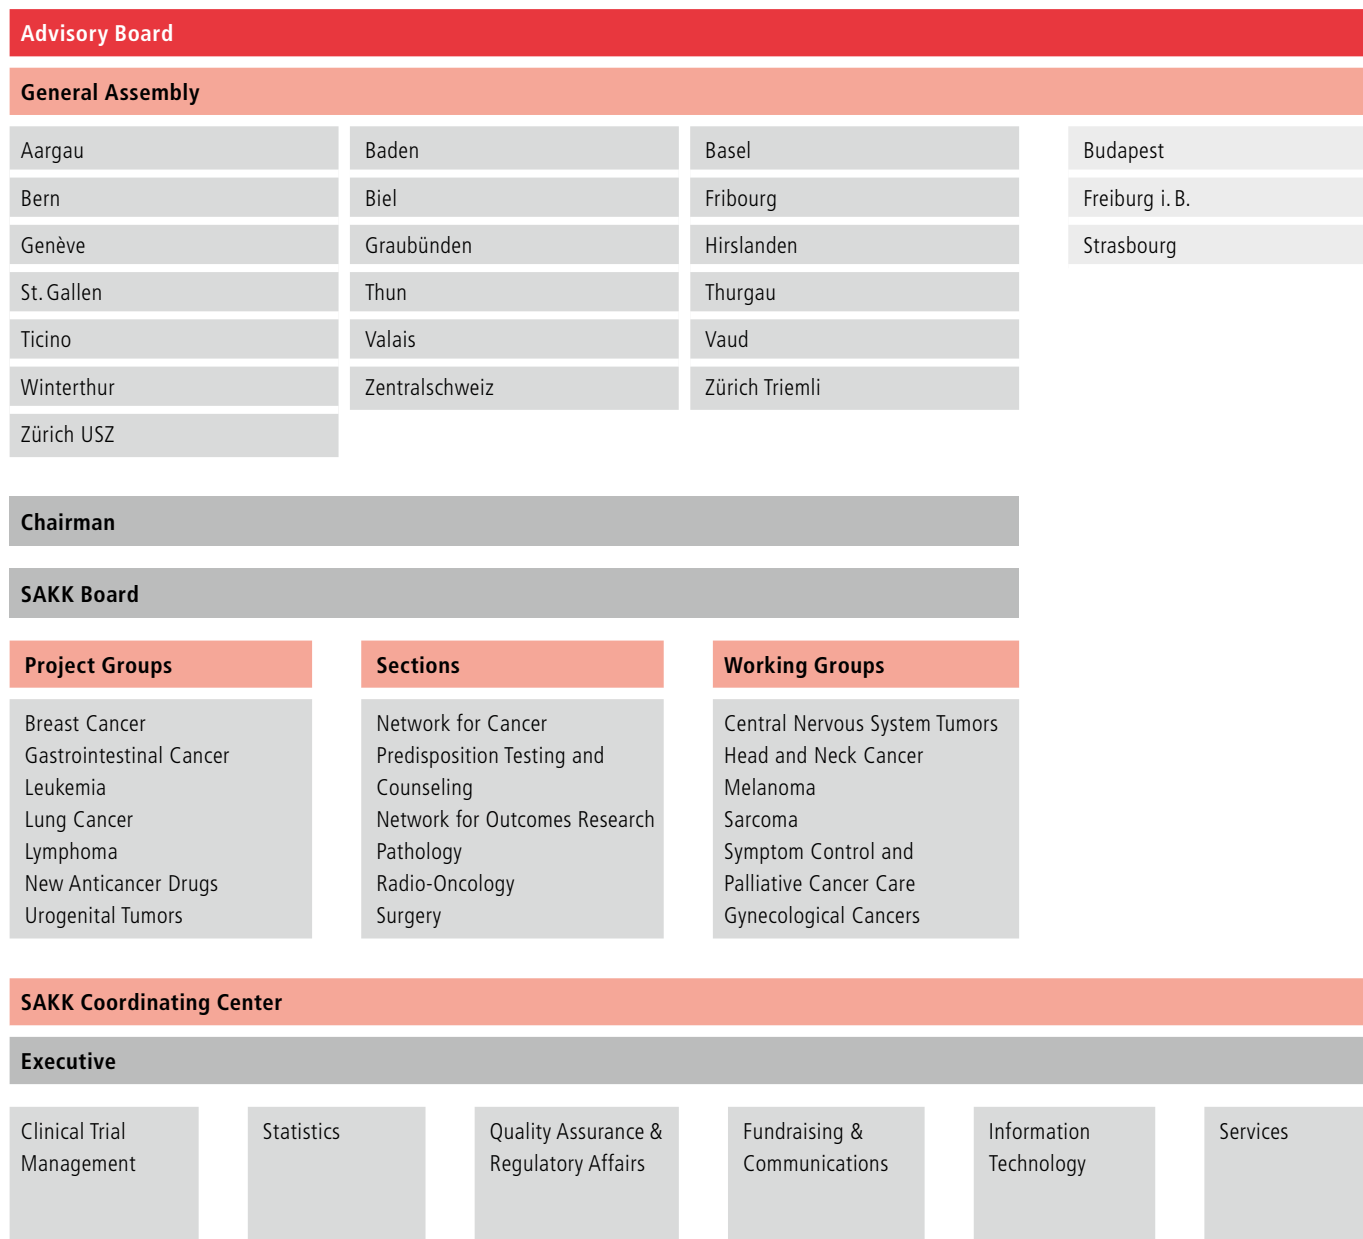 Advisory Board
General Assembly
Aargau
Baden
Basel
Budapest
Bern
Biel
Fribourg
Freiburg i. B.
Genève
Graubünden
Hirslanden
Strasbourg
St. Gallen
Thun
Thurgau
Ticino
Valais
Vaud
Winterthur
Zentralschweiz
Zürich Triemli
Zürich USZ
Chairman
SAKK Board
Project Groups
Breast Cancer
Gastrointestinal Cancer
Leukemia
Lung Cancer
Lymphoma
New Anticancer Drugs
Urogenital Tumors
Sections
Network for Cancer
Predisposition Testing and
Counseling
Network for Outcomes Research
Pathology
Radio-Oncology
Surgery
Working Groups
Central Nervous System Tumors
Head and Neck Cancer
Melanoma
Sarcoma
Symptom Control and
Palliative Cancer Care
Gynecological Cancers
SAKK Coordinating Center
Executive
Clinical Trial
Management
Statistics
Quality Assurance &
Regulatory Affairs
Fundraising &
Communications
Information
Technology
Services